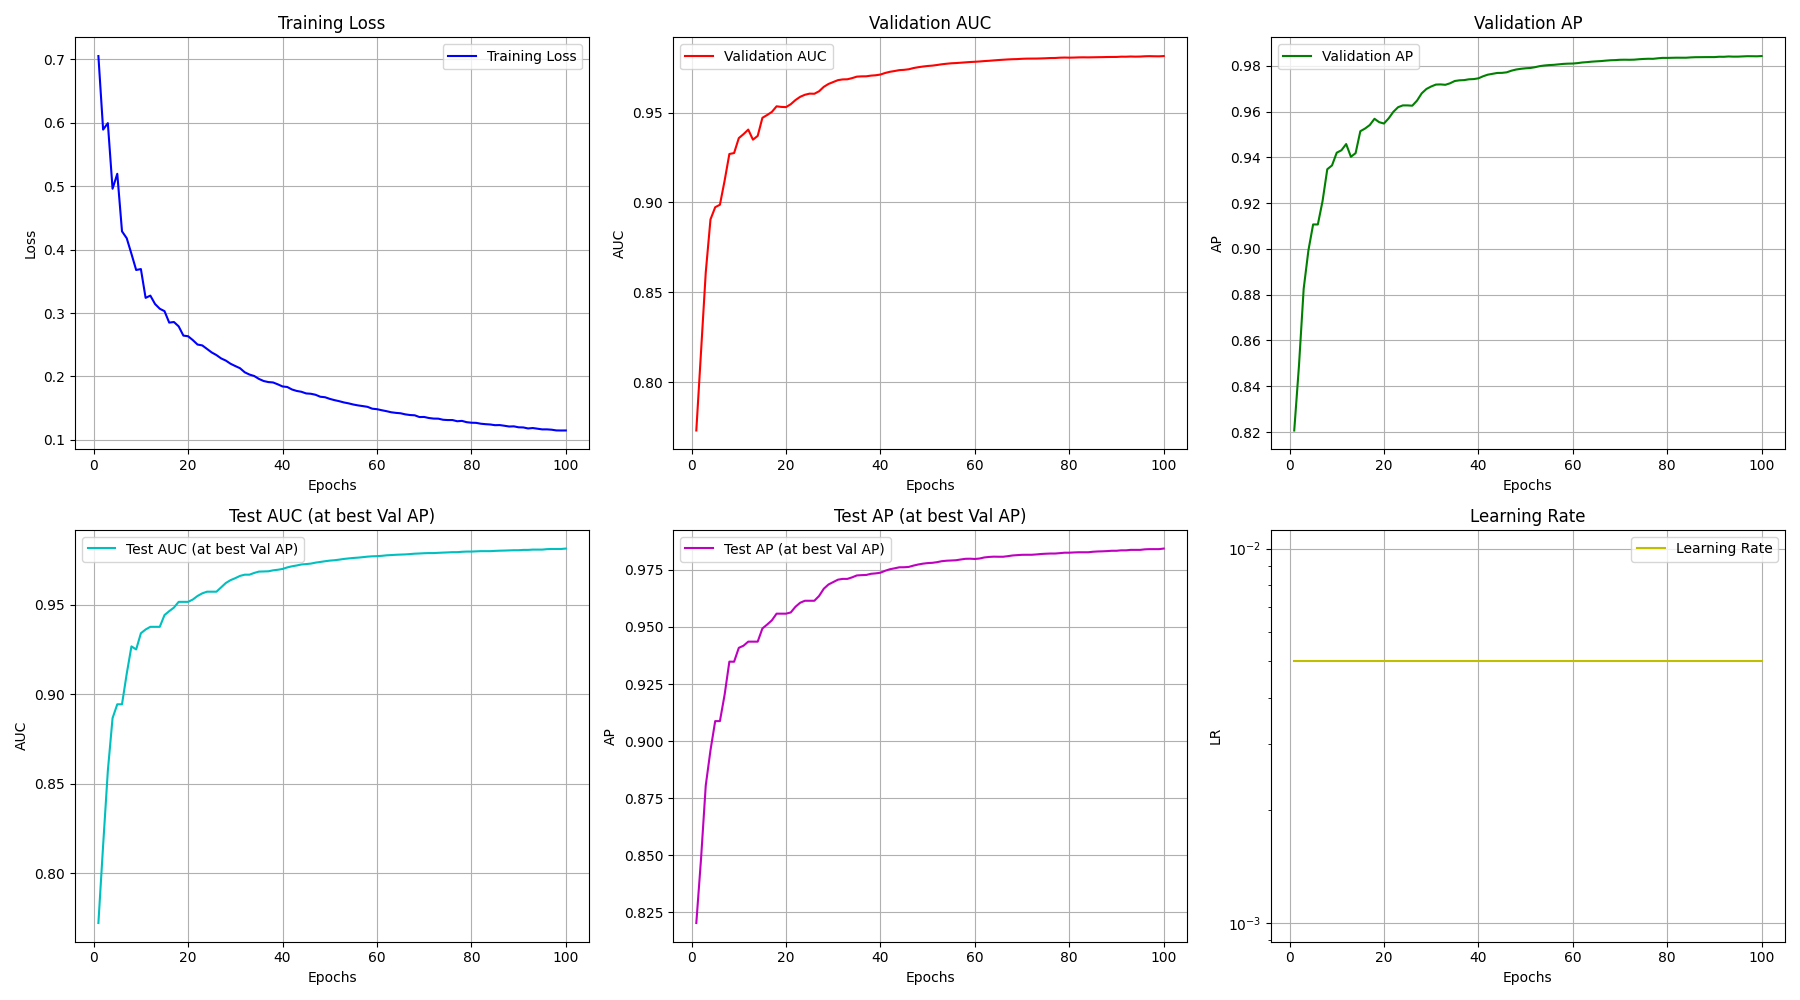 Training Loss
Training Loss
0.7
0.6
0.5
0.4
0.3
0.2
0.1
Loss
0 20 40 60 80 100
Epochs
Validation AUC
Validation AUC
0.95
0.90
0.85
0.80
AUC
0 20 40 60 80 100
Epochs
Validation AP
Validation AP
0.98
0.96
0.94
0.92
0.90
0.88
0.86
0.84
0.82
AP
0 20 40 60 80 100
Epochs
Test AUC (at best Val AP)
Test AUC (at best Val AP)
0.95
0.90
0.85
0.80
AUC
0 20 40 60 80 100
Epochs
Test AP (at best Val AP)
Test AP (at best Val AP)
0.975
0.950
0.925
0.900
0.875
0.850
0.825
AP
0 20 40 60 80 100
Epochs
Learning Rate
Learning Rate
10⁻²
10⁻³
LR
0 20 40 60 80 100
Epochs